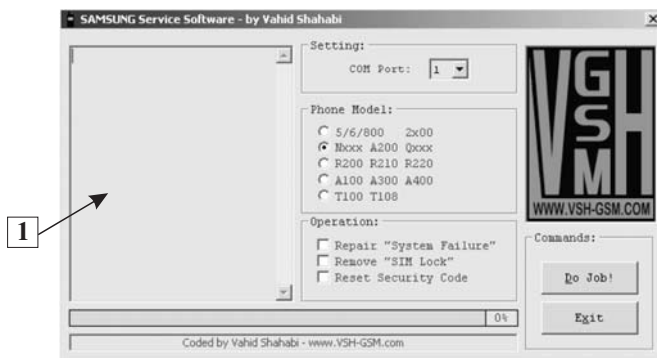 SAMSUNG Service Software - by Vahid Shahabi
1
Setting:
COM Port: 1
Phone Model:
5/6/800 2x00
Nxxx A200 Qxxx
R200 R210 R220
A100 A300 A400
T100 T108
Operation:
Repair "System Failure"
Remove "SIM Lock"
Reset Security Code
VSH
GSM
WWW.VSH-GSM.COM
Commands:
Do Job!
Exit
0%
Coded by Vahid Shahabi - www.VSH-GSM.com